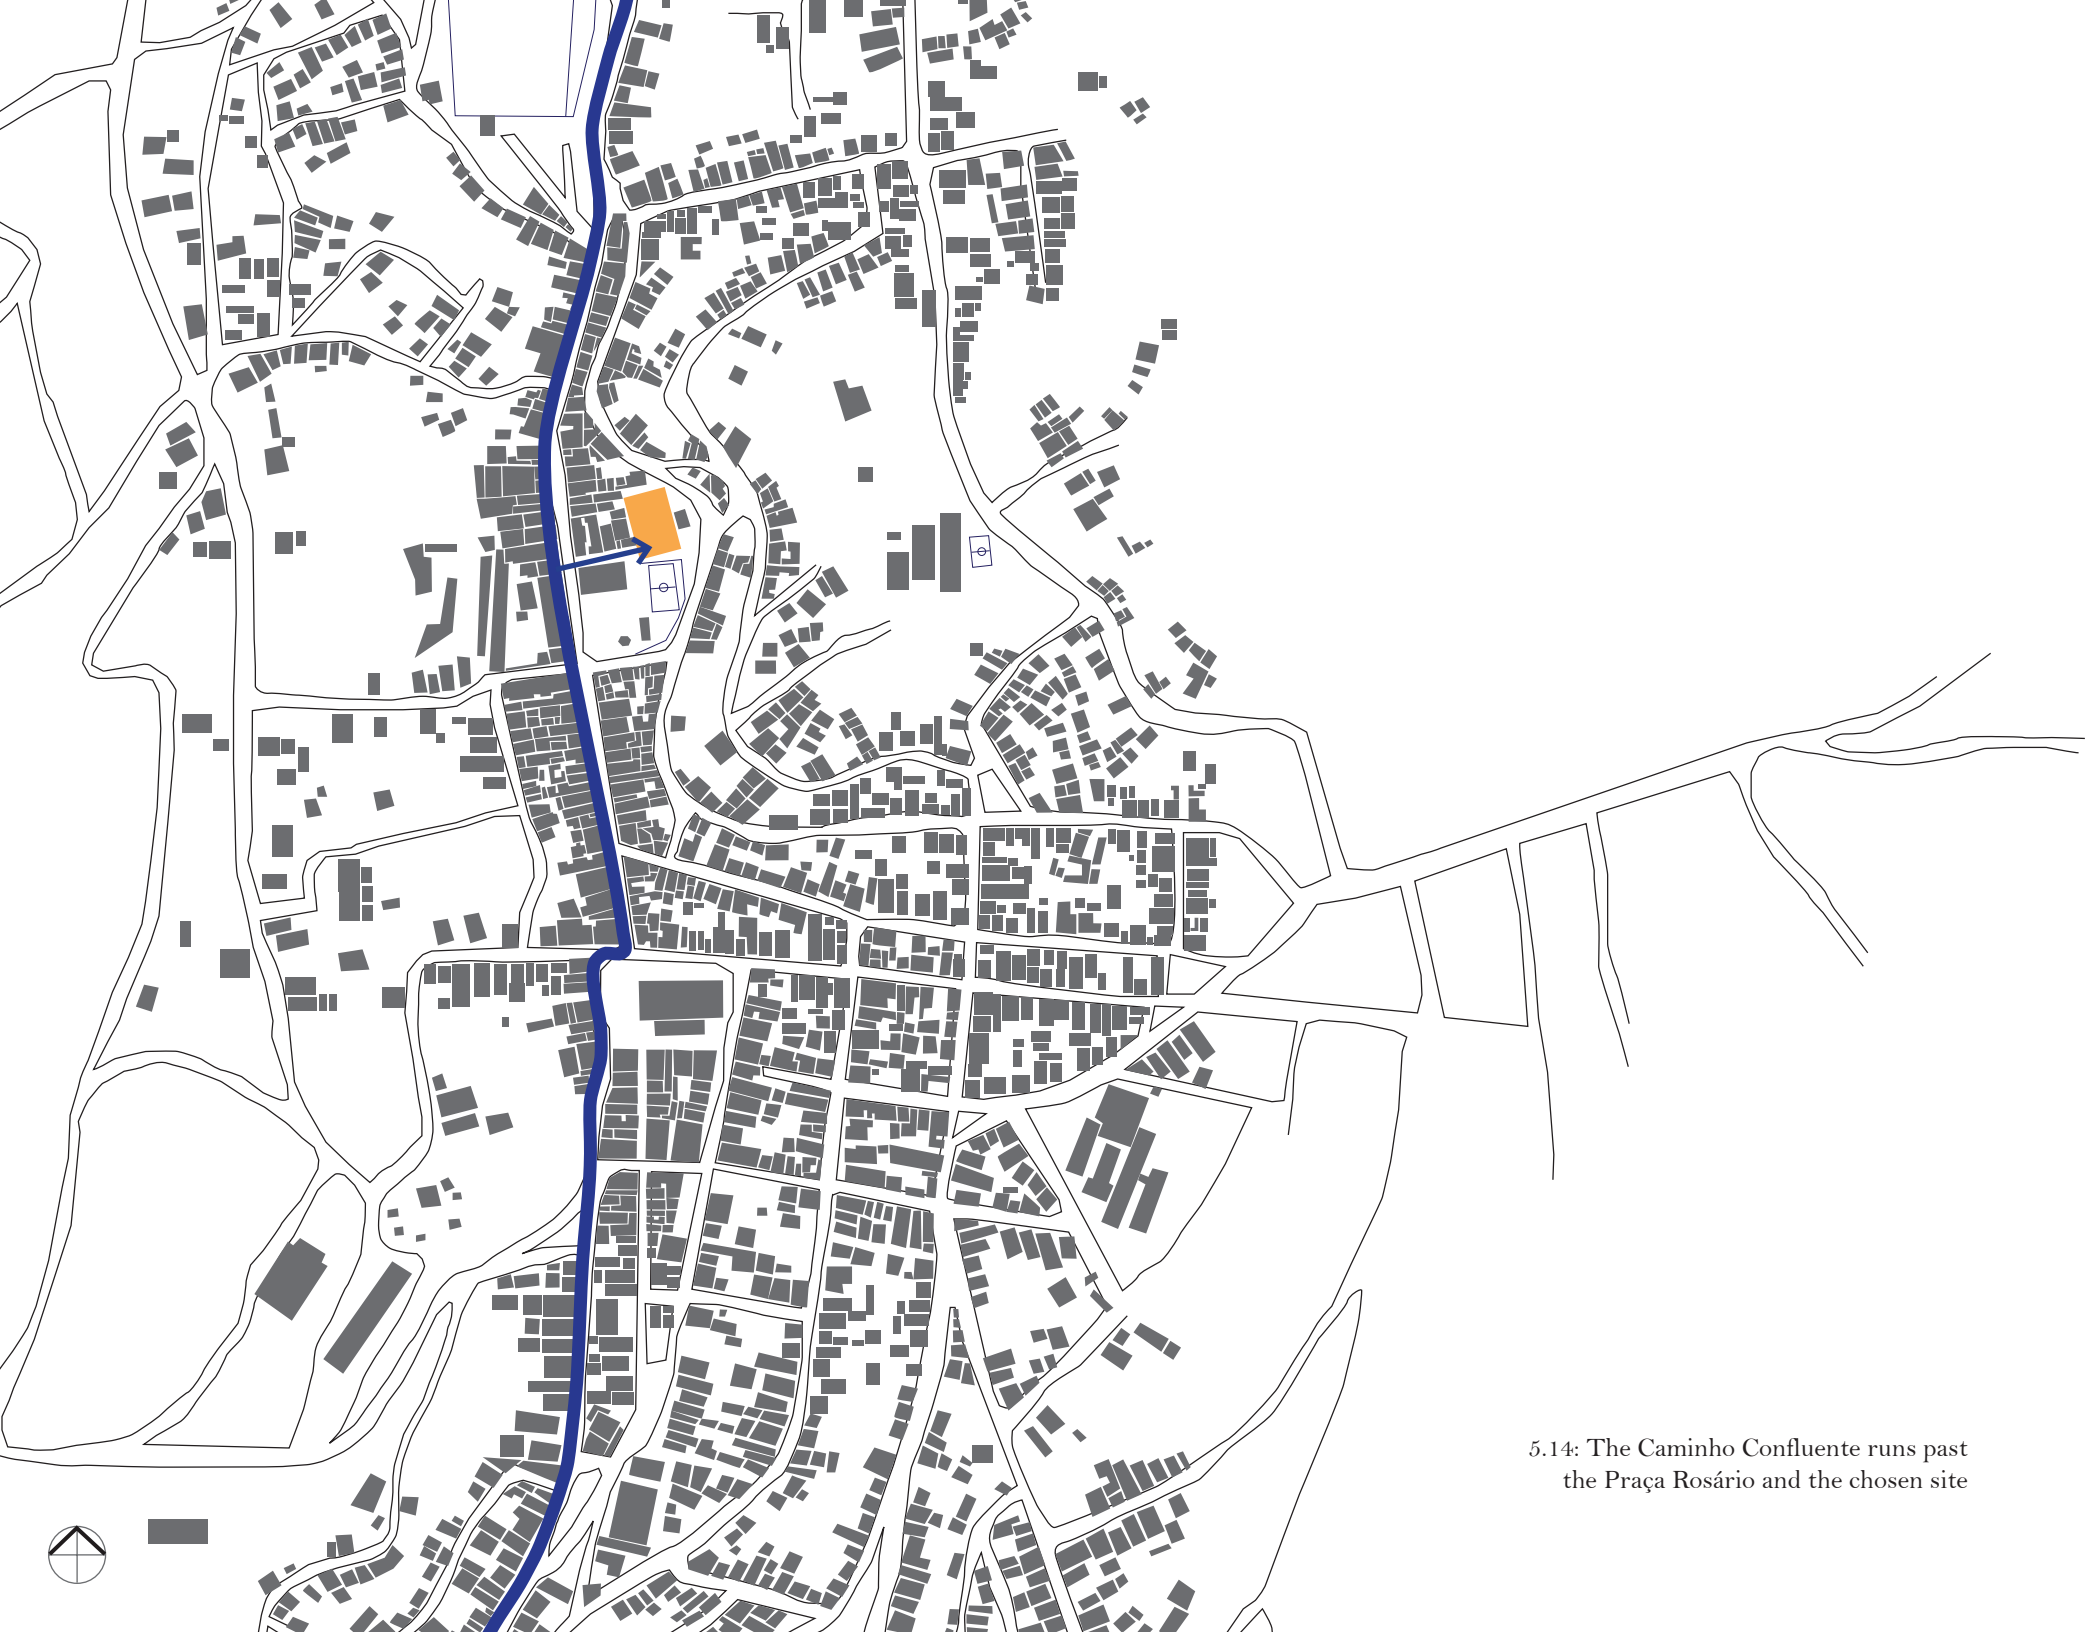 5.14: The Caminho Confluente runs past
the Praça Rosário and the chosen site